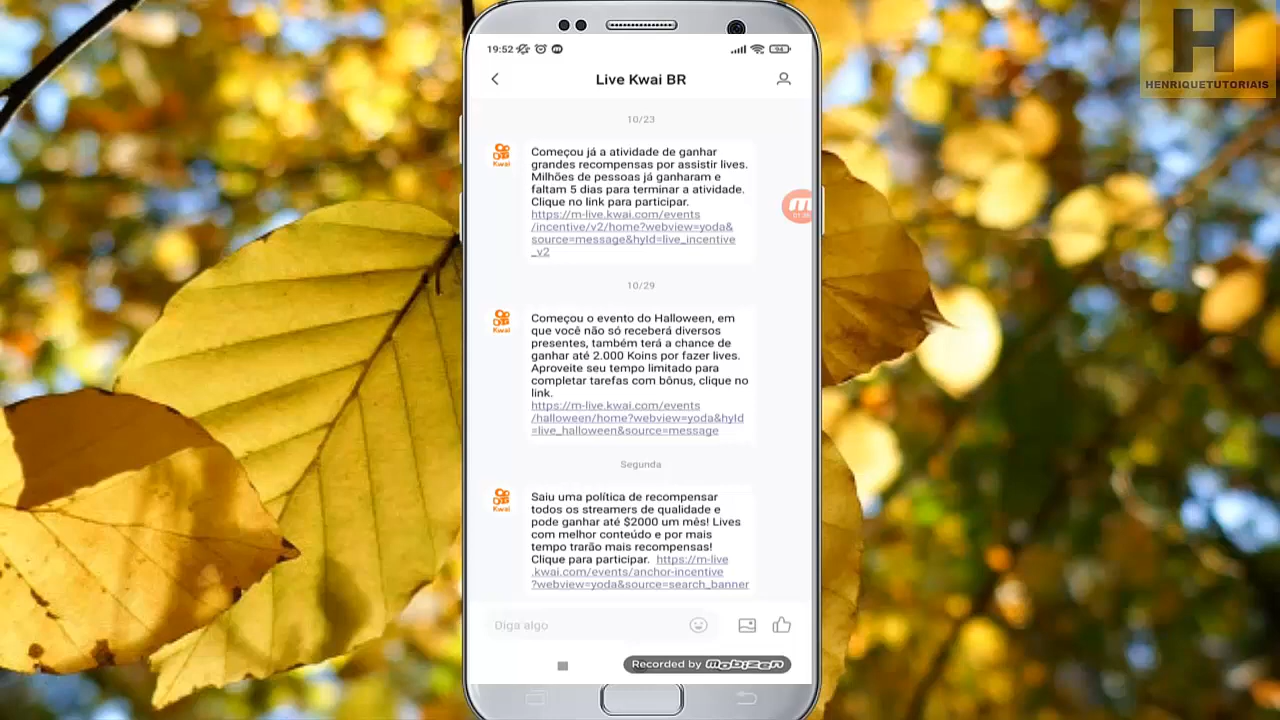 H
HENRIQUETUTORIAIS
19:52
94
Live Kwai BR
10/23
Kwai
Começou já a atividade de ganhar
grandes recompensas por assistir lives.
Milhões de pessoas já ganharam e
faltam 5 dias para terminar a atividade.
Clique no link para participar.
https://m-live.kwai.com/events
/incentive/v2/home?webview=yoda&
source=message&hyId=live_incentive
_v2
10/29
Kwai
Começou o evento do Halloween, em
que você não só receberá diversos
presentes, também terá a chance de
ganhar até 2.000 Koins por fazer lives.
Aproveite seu tempo limitado para
completar tarefas com bônus, clique no
link.
https://m-live.kwai.com/events
/halloween/home?webview=yoda&hyId
=live_halloween&source=message
Segunda
Kwai
Saiu uma política de recompensar
todos os streamers de qualidade e
pode ganhar até $2000 um mês! Lives
com melhor conteúdo e por mais
tempo trarão mais recompensas!
Clique para participar. https://m-live
.kwai.com/events/anchor-incentive
?webview=yoda&source=search_banner
Diga algo
Recorded by mobizen